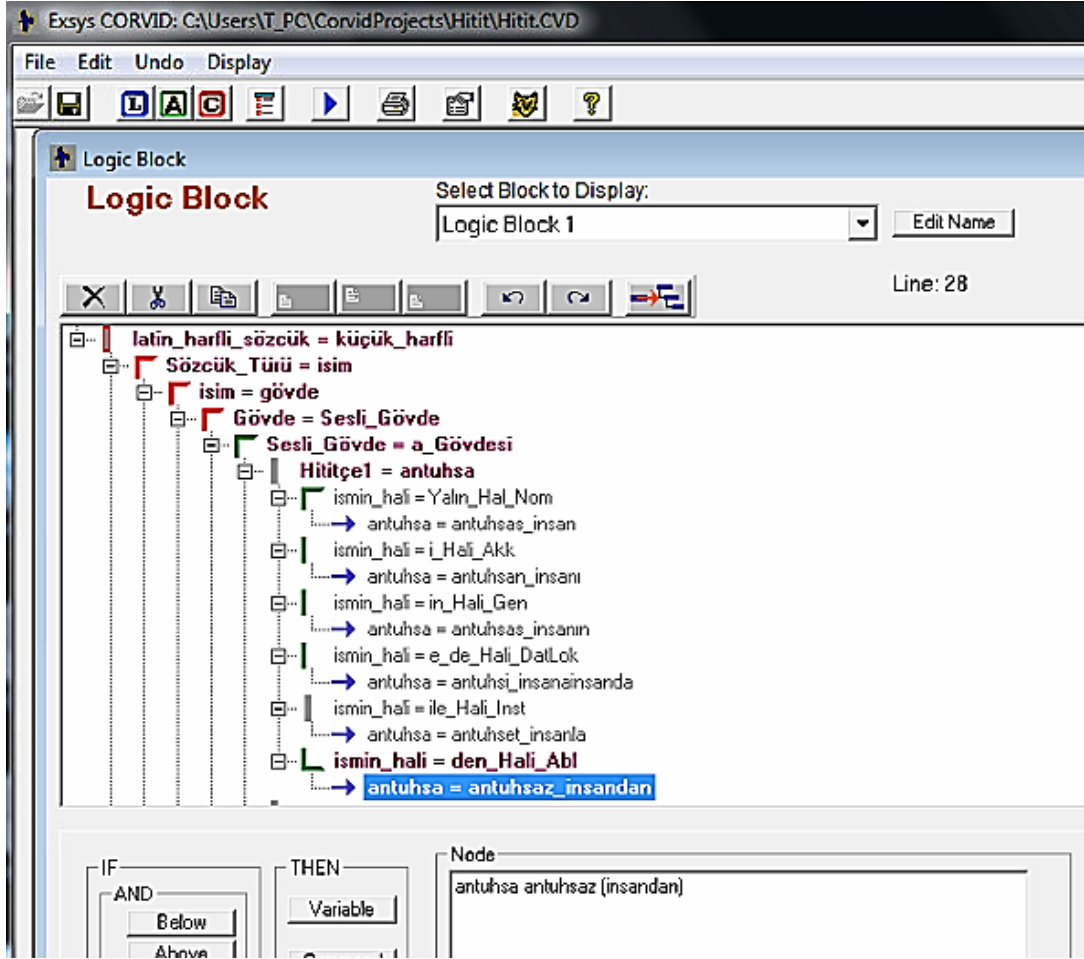 Exsys CORVID: C:\Users\T_PC\CorvidProjects\Hitit\Hitit.CVD
File Edit Undo Display
L A C ?
Logic Block
Logic Block
Select Block to Display:
Logic Block 1
Edit Name
Line: 28
latin_harfli_sözcük = küçük_harfli
Sözcük_Türü = isim
isim = gövde
Gövde = Sesli_Gövde
Sesli_Gövde = a_Gövdesi
Hititçe1 = antuhsa
ismin_hali = Yalın_Hal_Nom
antuhsa = antuhsas_insan
ismin_hali = i_Hali_Akk
antuhsa = antuhsan_insanı
ismin_hali = in_Hali_Gen
antuhsa = antuhsas_insanın
ismin_hali = e_de_Hali_DatLok
antuhsa = antuhsi_insanainsanda
ismin_hali = ile_Hali_Inst
antuhsa = antuhset_insanla
ismin_hali = den_Hali_Abl
antuhsa = antuhsaz_insandan
IF
AND
Below
Above
THEN
Variable
Node
antuhsa antuhsaz (insandan)